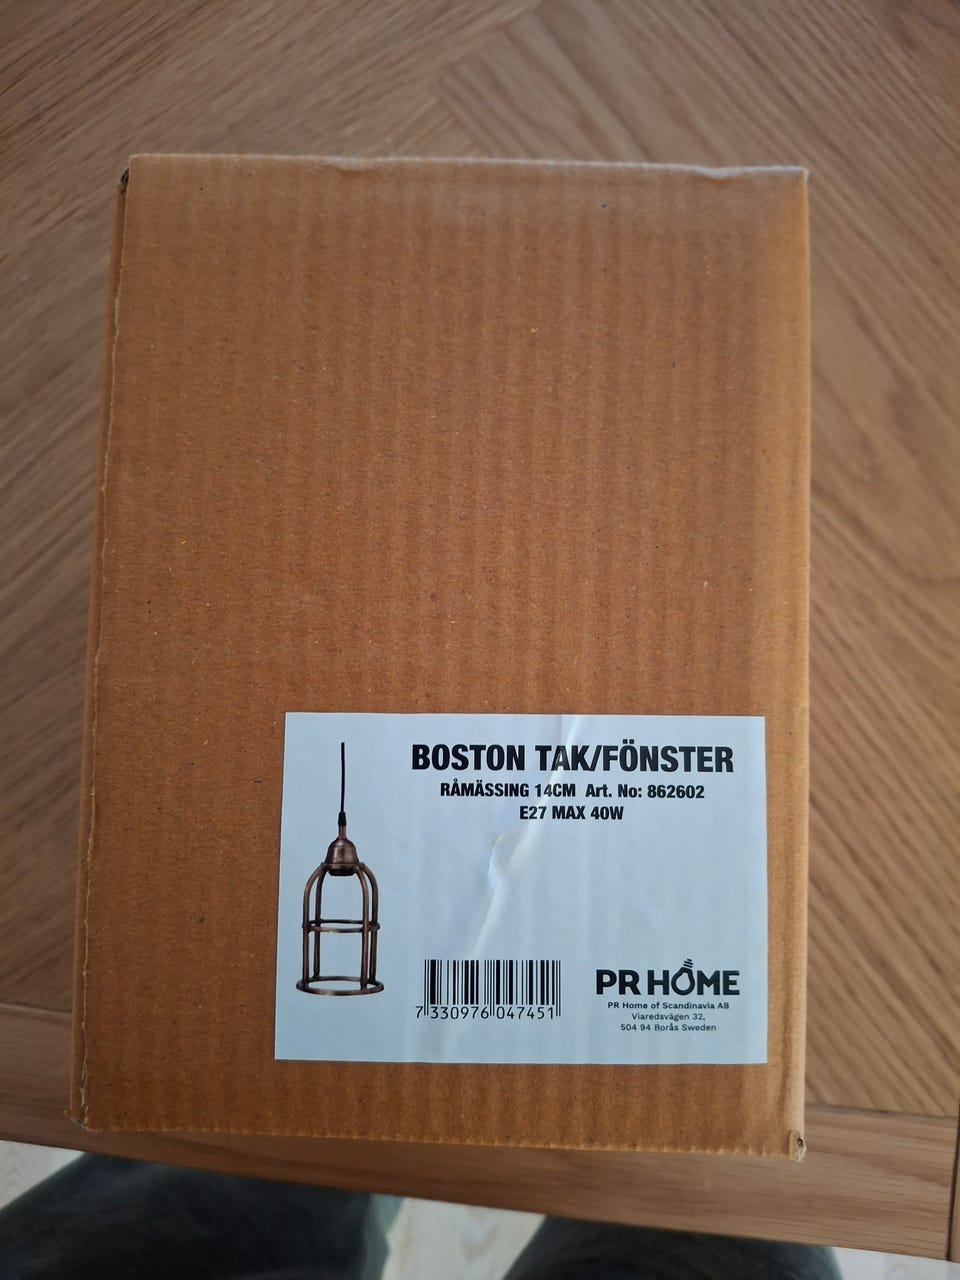 BOSTON TAK/FÖNSTER
RÅMÄSSING 14CM Art. No: 862602
E27 MAX 40W
7 330976 047451
PR HOME
PR Home of Scandinavia AB
Viaredsvägen 32,
504 94 Borås Sweden